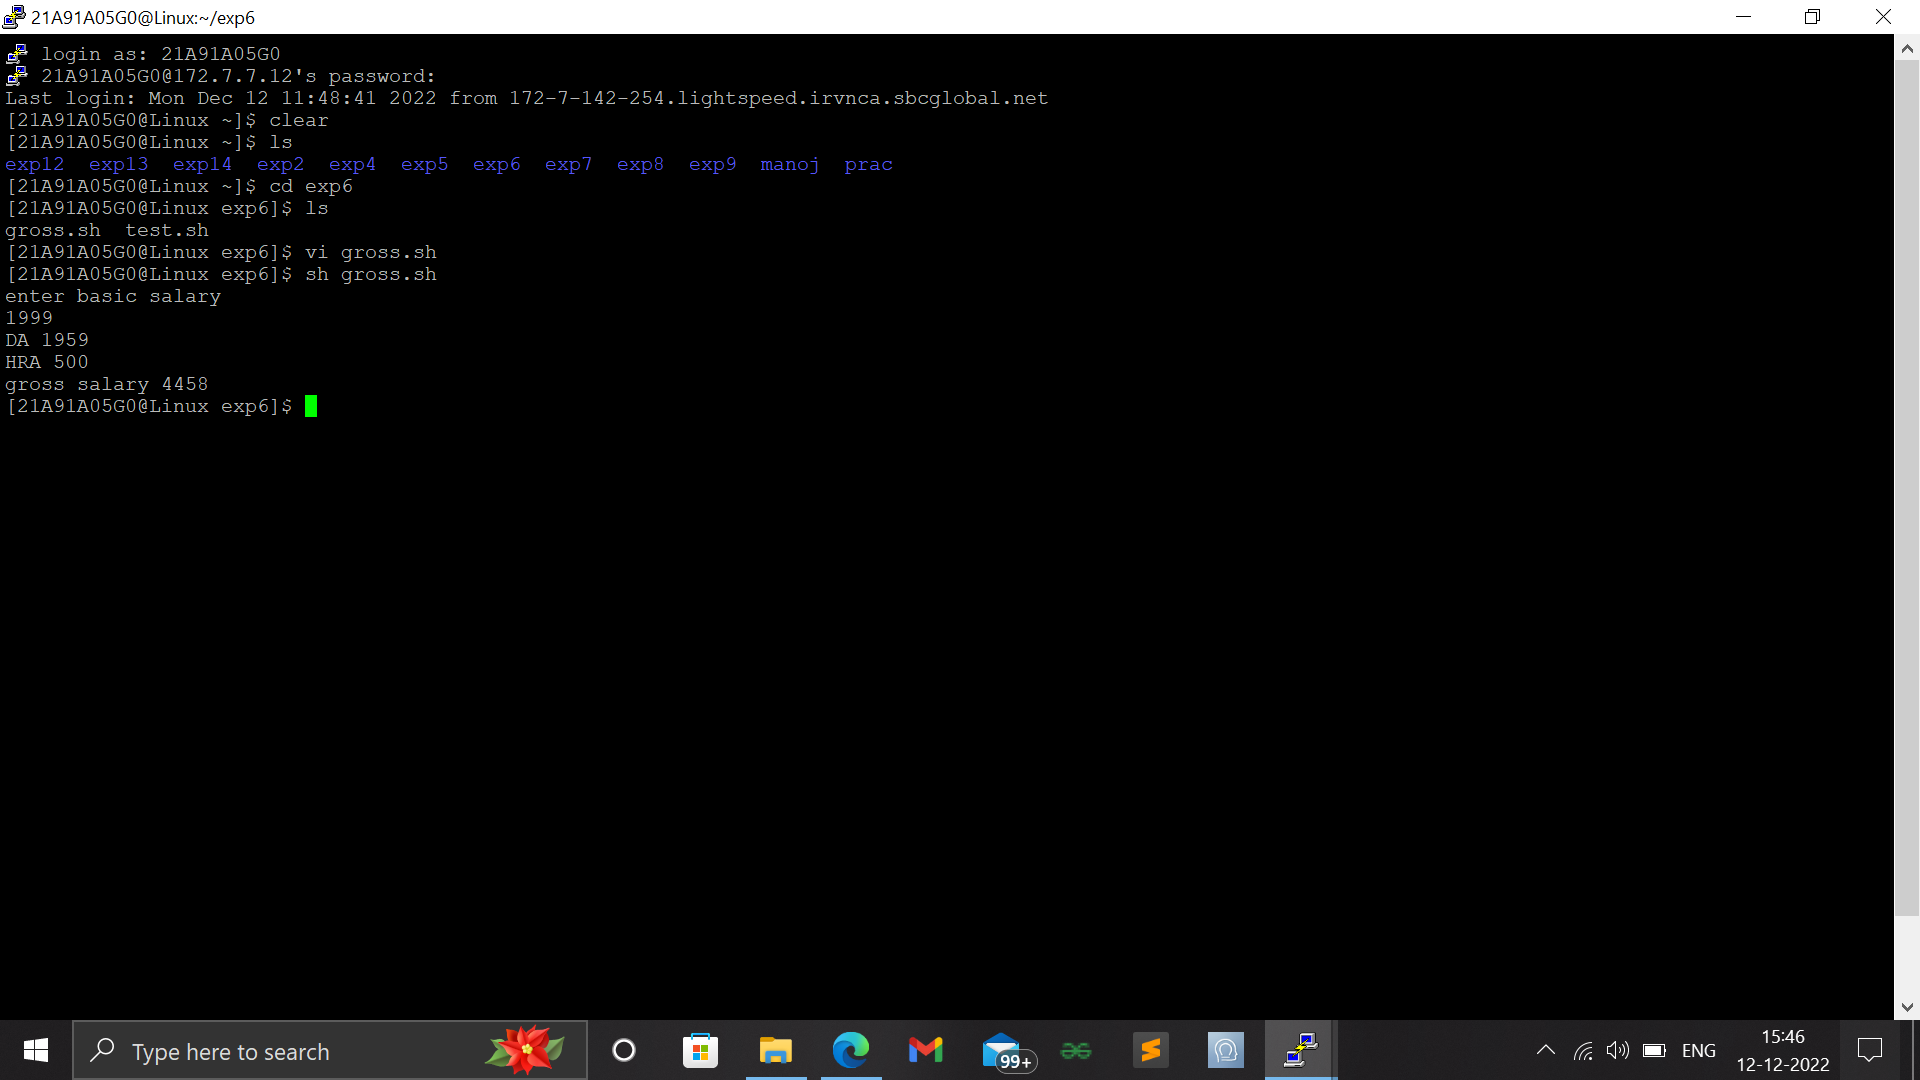 21A91A05G0@Linux:~/exp6
login as: 21A91A05G0
21A91A05G0@172.7.7.12's password:
Last login: Mon Dec 12 11:48:41 2022 from 172-7-142-254.lightspeed.irvnca.sbcglobal.net
[21A91A05G0@Linux ~]$ clear
[21A91A05G0@Linux ~]$ ls
exp12  exp13  exp14  exp2  exp4  exp5  exp6  exp7  exp8  exp9  manoj  prac
[21A91A05G0@Linux ~]$ cd exp6
[21A91A05G0@Linux exp6]$ ls
gross.sh  test.sh
[21A91A05G0@Linux exp6]$ vi gross.sh
[21A91A05G0@Linux exp6]$ sh gross.sh
enter basic salary
1999
DA 1959
HRA 500
gross salary 4458
[21A91A05G0@Linux exp6]$
Type here to search
99+
ENG
15:46
12-12-2022